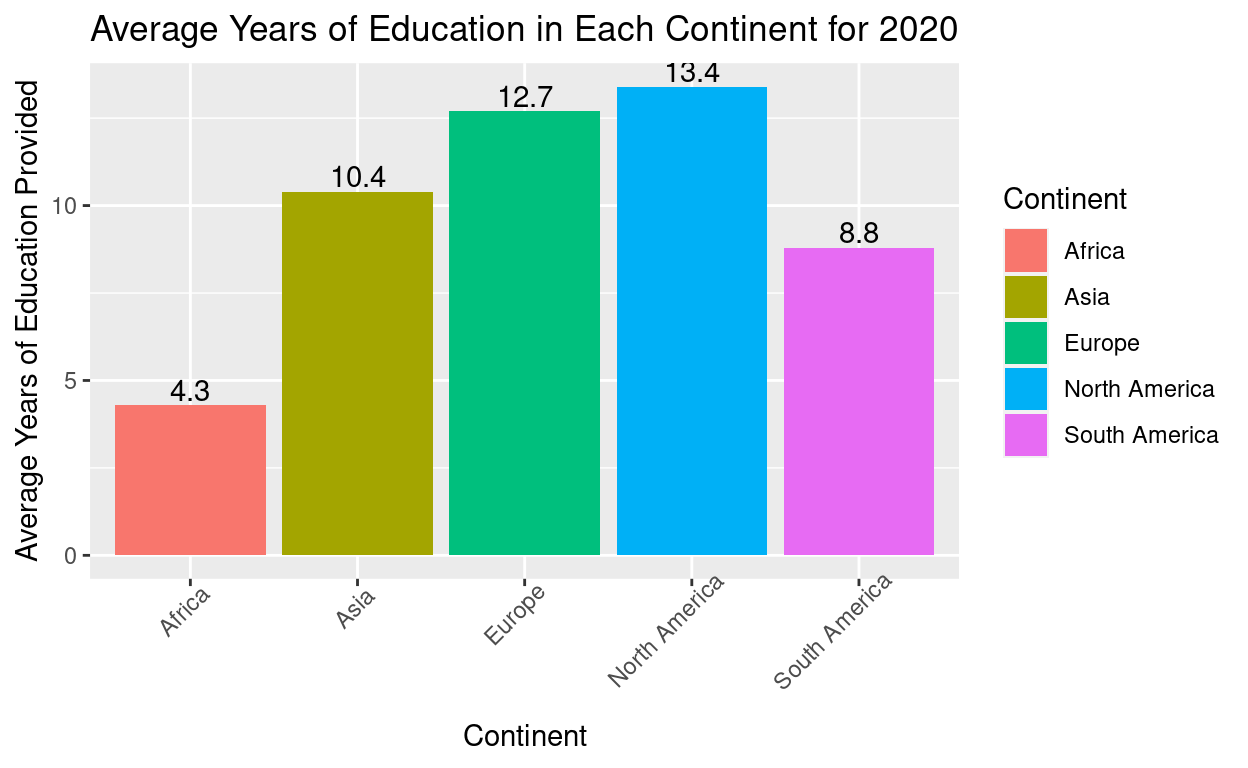 Average Years of Education in Each Continent for 2020
Average Years of Education Provided
10
5
0
4.3
10.4
12.7
13.4
8.8
Africa
Asia
Europe
North America
South America
Continent
Continent
Africa
Asia
Europe
North America
South America